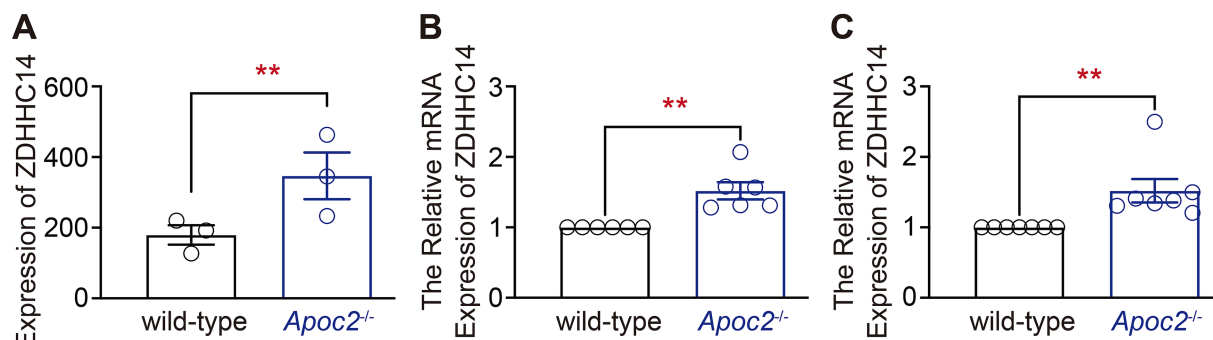 A
Expression of ZDHHC14
600
400
200
0
**
wild-type
Apoc2-/-
B
The Relative mRNA
Expression of ZDHHC14
3
2
1
0
**
wild-type
Apoc2-/-
C
The Relative mRNA
Expression of ZDHHC14
3
2
1
0
**
wild-type
Apoc2-/-